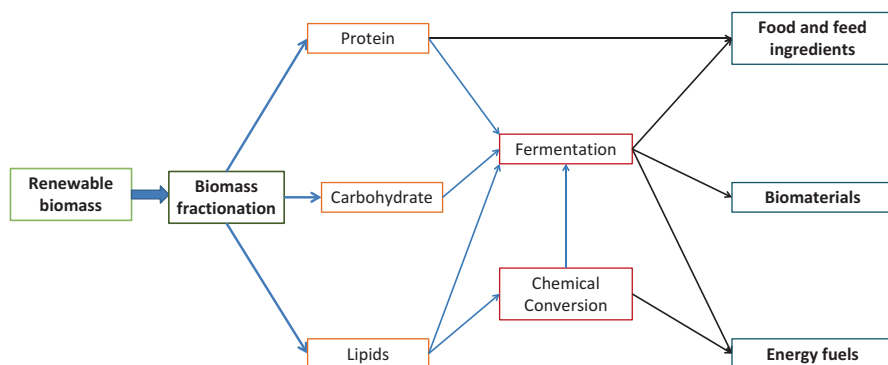 Food and feed
ingredients
Protein
Fermentation
Renewable
biomass
Biomass
fractionation
Carbohydrate
Biomaterials
Chemical
Conversion
Lipids
Energy fuels